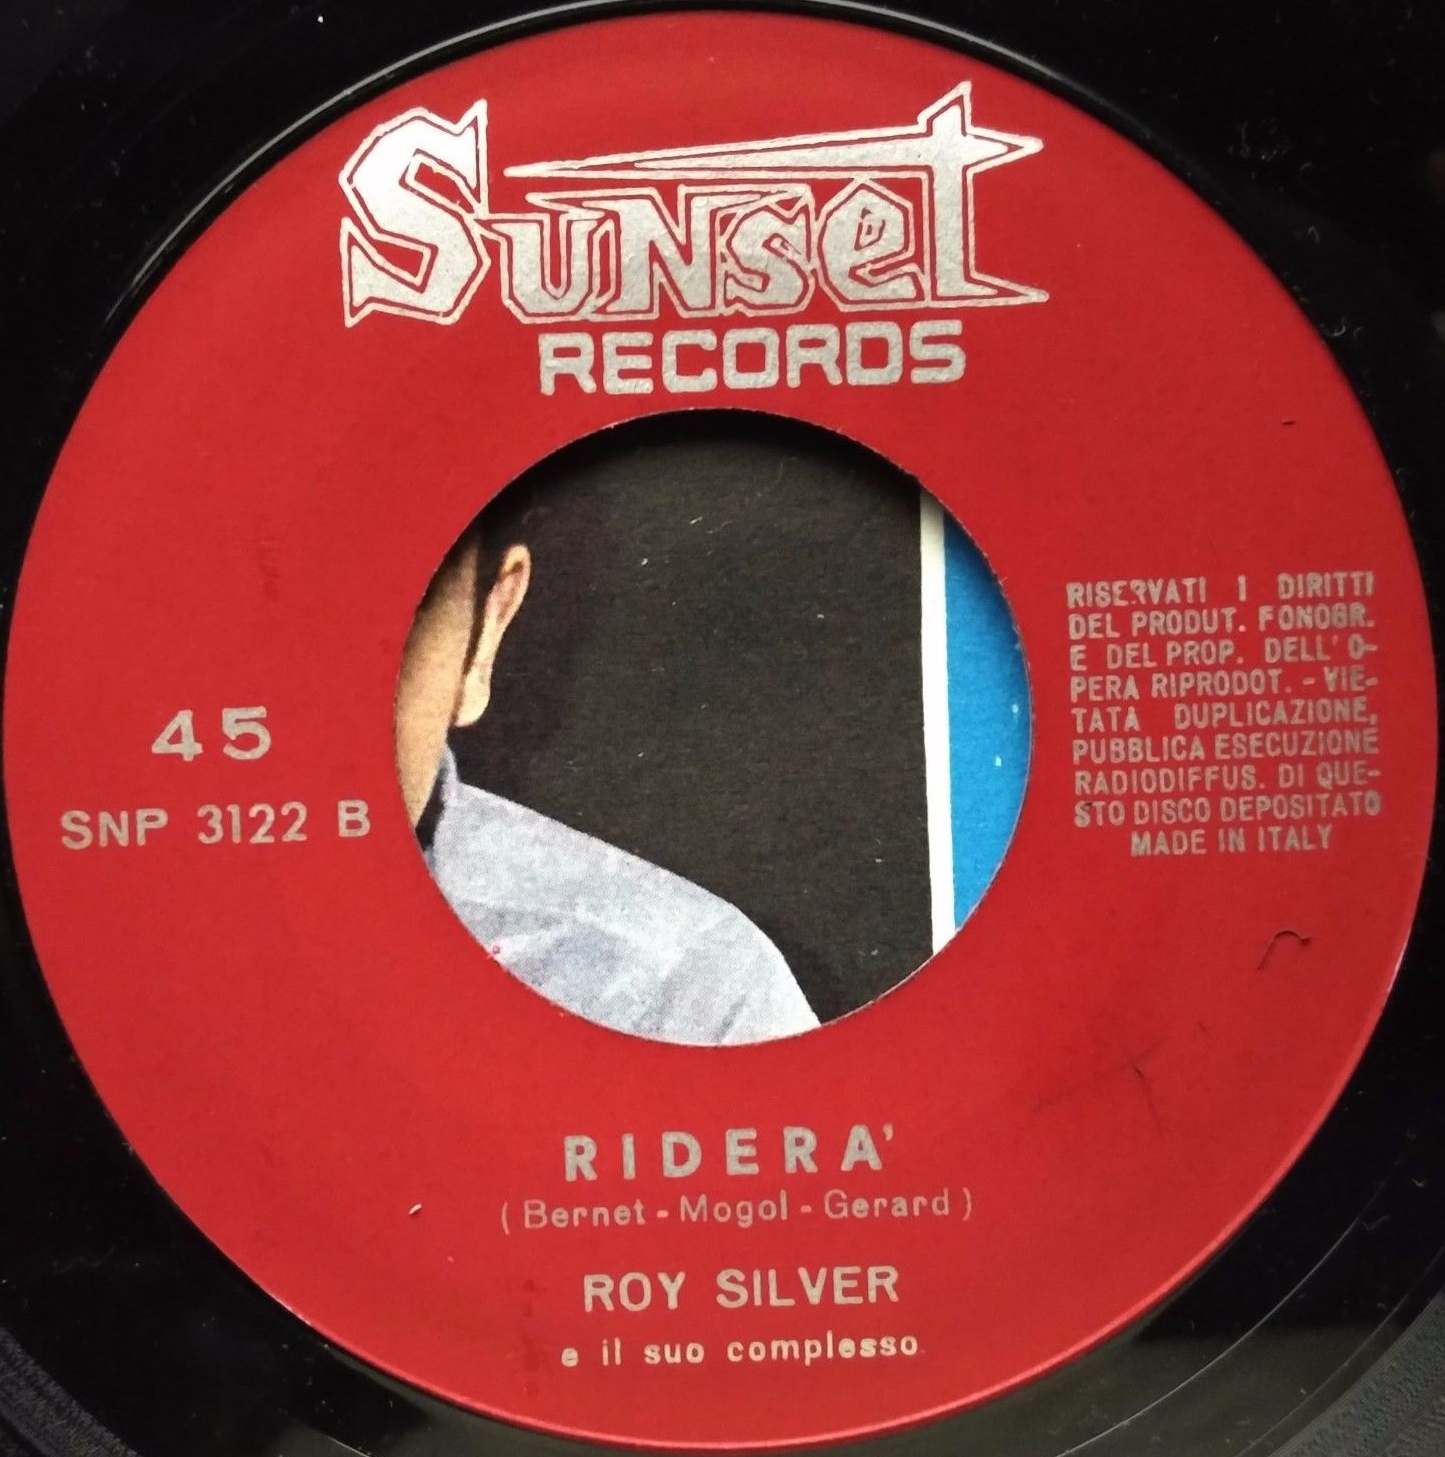 Sunset
RECORDS
45
SNP 3122 B
RISERVATI I DIRITTI
DEL PRODUT. FONOGR.
E DEL PROP. DELL'O-
PERA RIPRODOT. - VIE-
TATA DUPLICAZIONE,
PUBBLICA ESECUZIONE
RADIODIFFUS. DI QUE-
STO DISCO DEPOSITATO
MADE IN ITALY
RIDERA'
(Bernet - Mogol - Gerard)
ROY SILVER
e il suo complesso